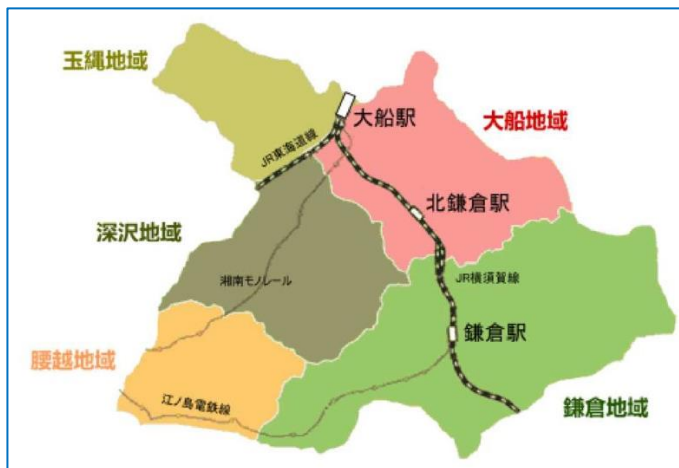 玉縄地域
大船駅
大船地域
JR東海道線
北鎌倉駅
深沢地域
湘南モノレール
JR横須賀線
鎌倉駅
腰越地域
江ノ島電鉄線
鎌倉地域